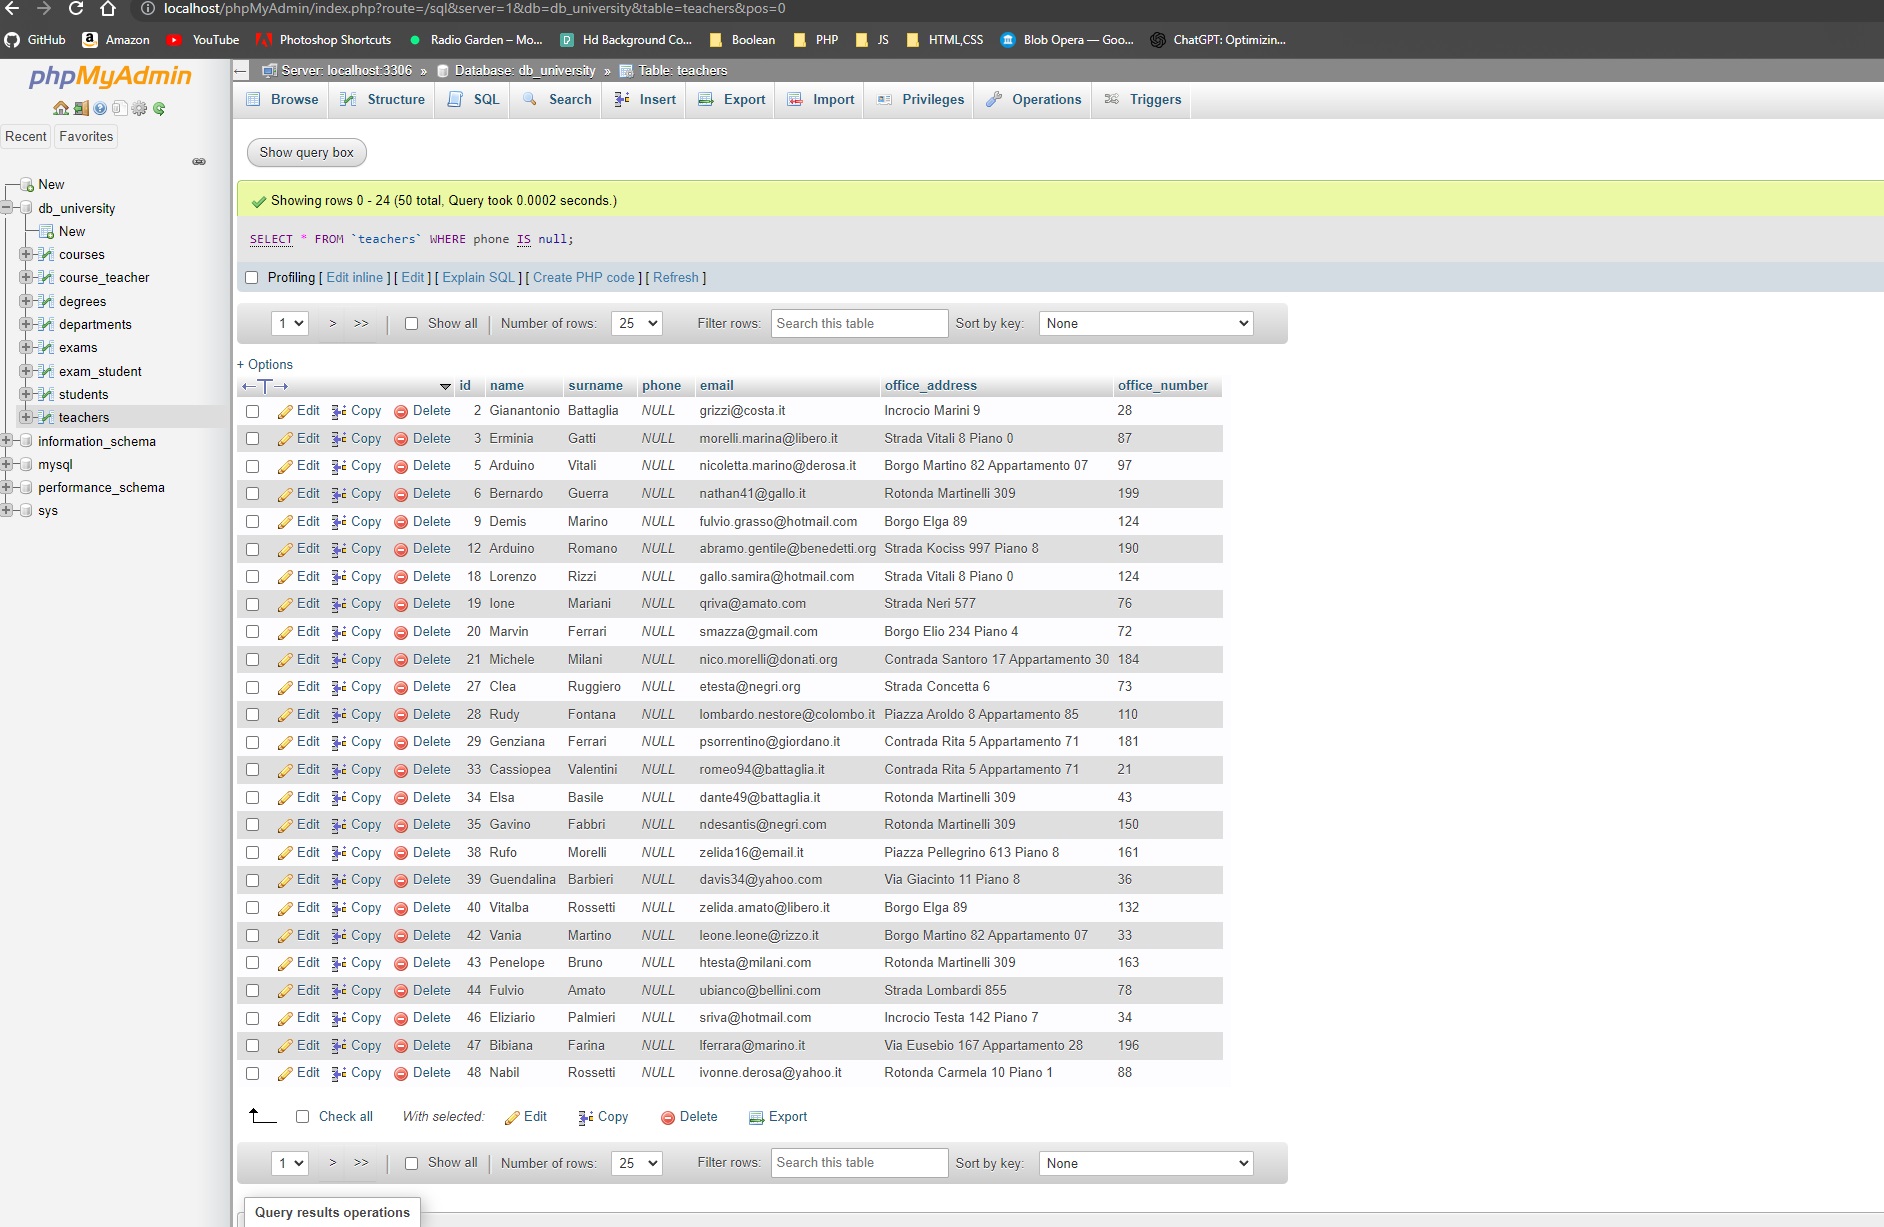 localhost/phpMyAdmin/index.php?route=/sql&server=1&db=db_university&table=teachers&pos=0
GitHub Amazon YouTube Photoshop Shortcuts Radio Garden – Mo... Hd Background Co... Boolean PHP JS HTML,CSS Blob Opera — Goo... ChatGPT: Optimizin...
phpMyAdmin
Recent Favorites
New
db_university
New
courses
course_teacher
degrees
departments
exams
exam_student
students
teachers
information_schema
mysql
performance_schema
sys
Server: localhost:3306 » Database: db_university » Table: teachers
Browse Structure SQL Search Insert Export Import Privileges Operations Triggers
Show query box
Showing rows 0 - 24 (50 total, Query took 0.0002 seconds.)
SELECT * FROM `teachers` WHERE phone IS null;
Profiling [ Edit inline ] [ Edit ] [ Explain SQL ] [ Create PHP code ] [ Refresh ]
1 > >> Show all Number of rows: 25 Filter rows: Search this table Sort by key: None
+ Options
←T→ id name surname phone email office_address office_number
Edit Copy Delete 2 Gianantonio Battaglia NULL grizzi@costa.it Incrocio Marini 9 28
Edit Copy Delete 3 Erminia Gatti NULL morelli.marina@libero.it Strada Vitali 8 Piano 0 87
Edit Copy Delete 5 Arduino Vitali NULL nicoletta.marino@derosa.it Borgo Martino 82 Appartamento 07 97
Edit Copy Delete 6 Bernardo Guerra NULL nathan41@gallo.it Rotonda Martinelli 309 199
Edit Copy Delete 9 Demis Marino NULL fulvio.grasso@hotmail.com Borgo Elga 89 124
Edit Copy Delete 12 Arduino Romano NULL abramo.gentile@benedetti.org Strada Kociss 997 Piano 8 190
Edit Copy Delete 18 Lorenzo Rizzi NULL gallo.samira@hotmail.com Strada Vitali 8 Piano 0 124
Edit Copy Delete 19 Ione Mariani NULL qriva@amato.com Strada Neri 577 76
Edit Copy Delete 20 Marvin Ferrari NULL smazza@gmail.com Borgo Elio 234 Piano 4 72
Edit Copy Delete 21 Michele Milani NULL nico.morelli@donati.org Contrada Santoro 17 Appartamento 30 184
Edit Copy Delete 27 Clea Ruggiero NULL etesta@negri.org Strada Concetta 6 73
Edit Copy Delete 28 Rudy Fontana NULL lombardo.nestore@colombo.it Piazza Aroldo 8 Appartamento 85 110
Edit Copy Delete 29 Genziana Ferrari NULL psorrentino@giordano.it Contrada Rita 5 Appartamento 71 181
Edit Copy Delete 33 Cassiopea Valentini NULL romeo94@battaglia.it Contrada Rita 5 Appartamento 71 21
Edit Copy Delete 34 Elsa Basile NULL dante49@battaglia.it Rotonda Martinelli 309 43
Edit Copy Delete 35 Gavino Fabbri NULL ndesantis@negri.com Rotonda Martinelli 309 150
Edit Copy Delete 38 Rufo Morelli NULL zelida16@email.it Piazza Pellegrino 613 Piano 8 161
Edit Copy Delete 39 Guendalina Barbieri NULL davis34@yahoo.com Via Giacinto 11 Piano 8 36
Edit Copy Delete 40 Vitalba Rossetti NULL zelida.amato@libero.it Borgo Elga 89 132
Edit Copy Delete 42 Vania Martino NULL leone.leone@rizzo.it Borgo Martino 82 Appartamento 07 33
Edit Copy Delete 43 Penelope Bruno NULL htesta@milani.com Rotonda Martinelli 309 163
Edit Copy Delete 44 Fulvio Amato NULL ubianco@bellini.com Strada Lombardi 855 78
Edit Copy Delete 46 Eliziario Palmieri NULL sriva@hotmail.com Incrocio Testa 142 Piano 7 34
Edit Copy Delete 47 Bibiana Farina NULL lferrara@marino.it Via Eusebio 167 Appartamento 28 196
Edit Copy Delete 48 Nabil Rossetti NULL ivonne.derosa@yahoo.it Rotonda Carmela 10 Piano 1 88
Check all With selected: Edit Copy Delete Export
1 > >> Show all Number of rows: 25 Filter rows: Search this table Sort by key: None
Query results operations